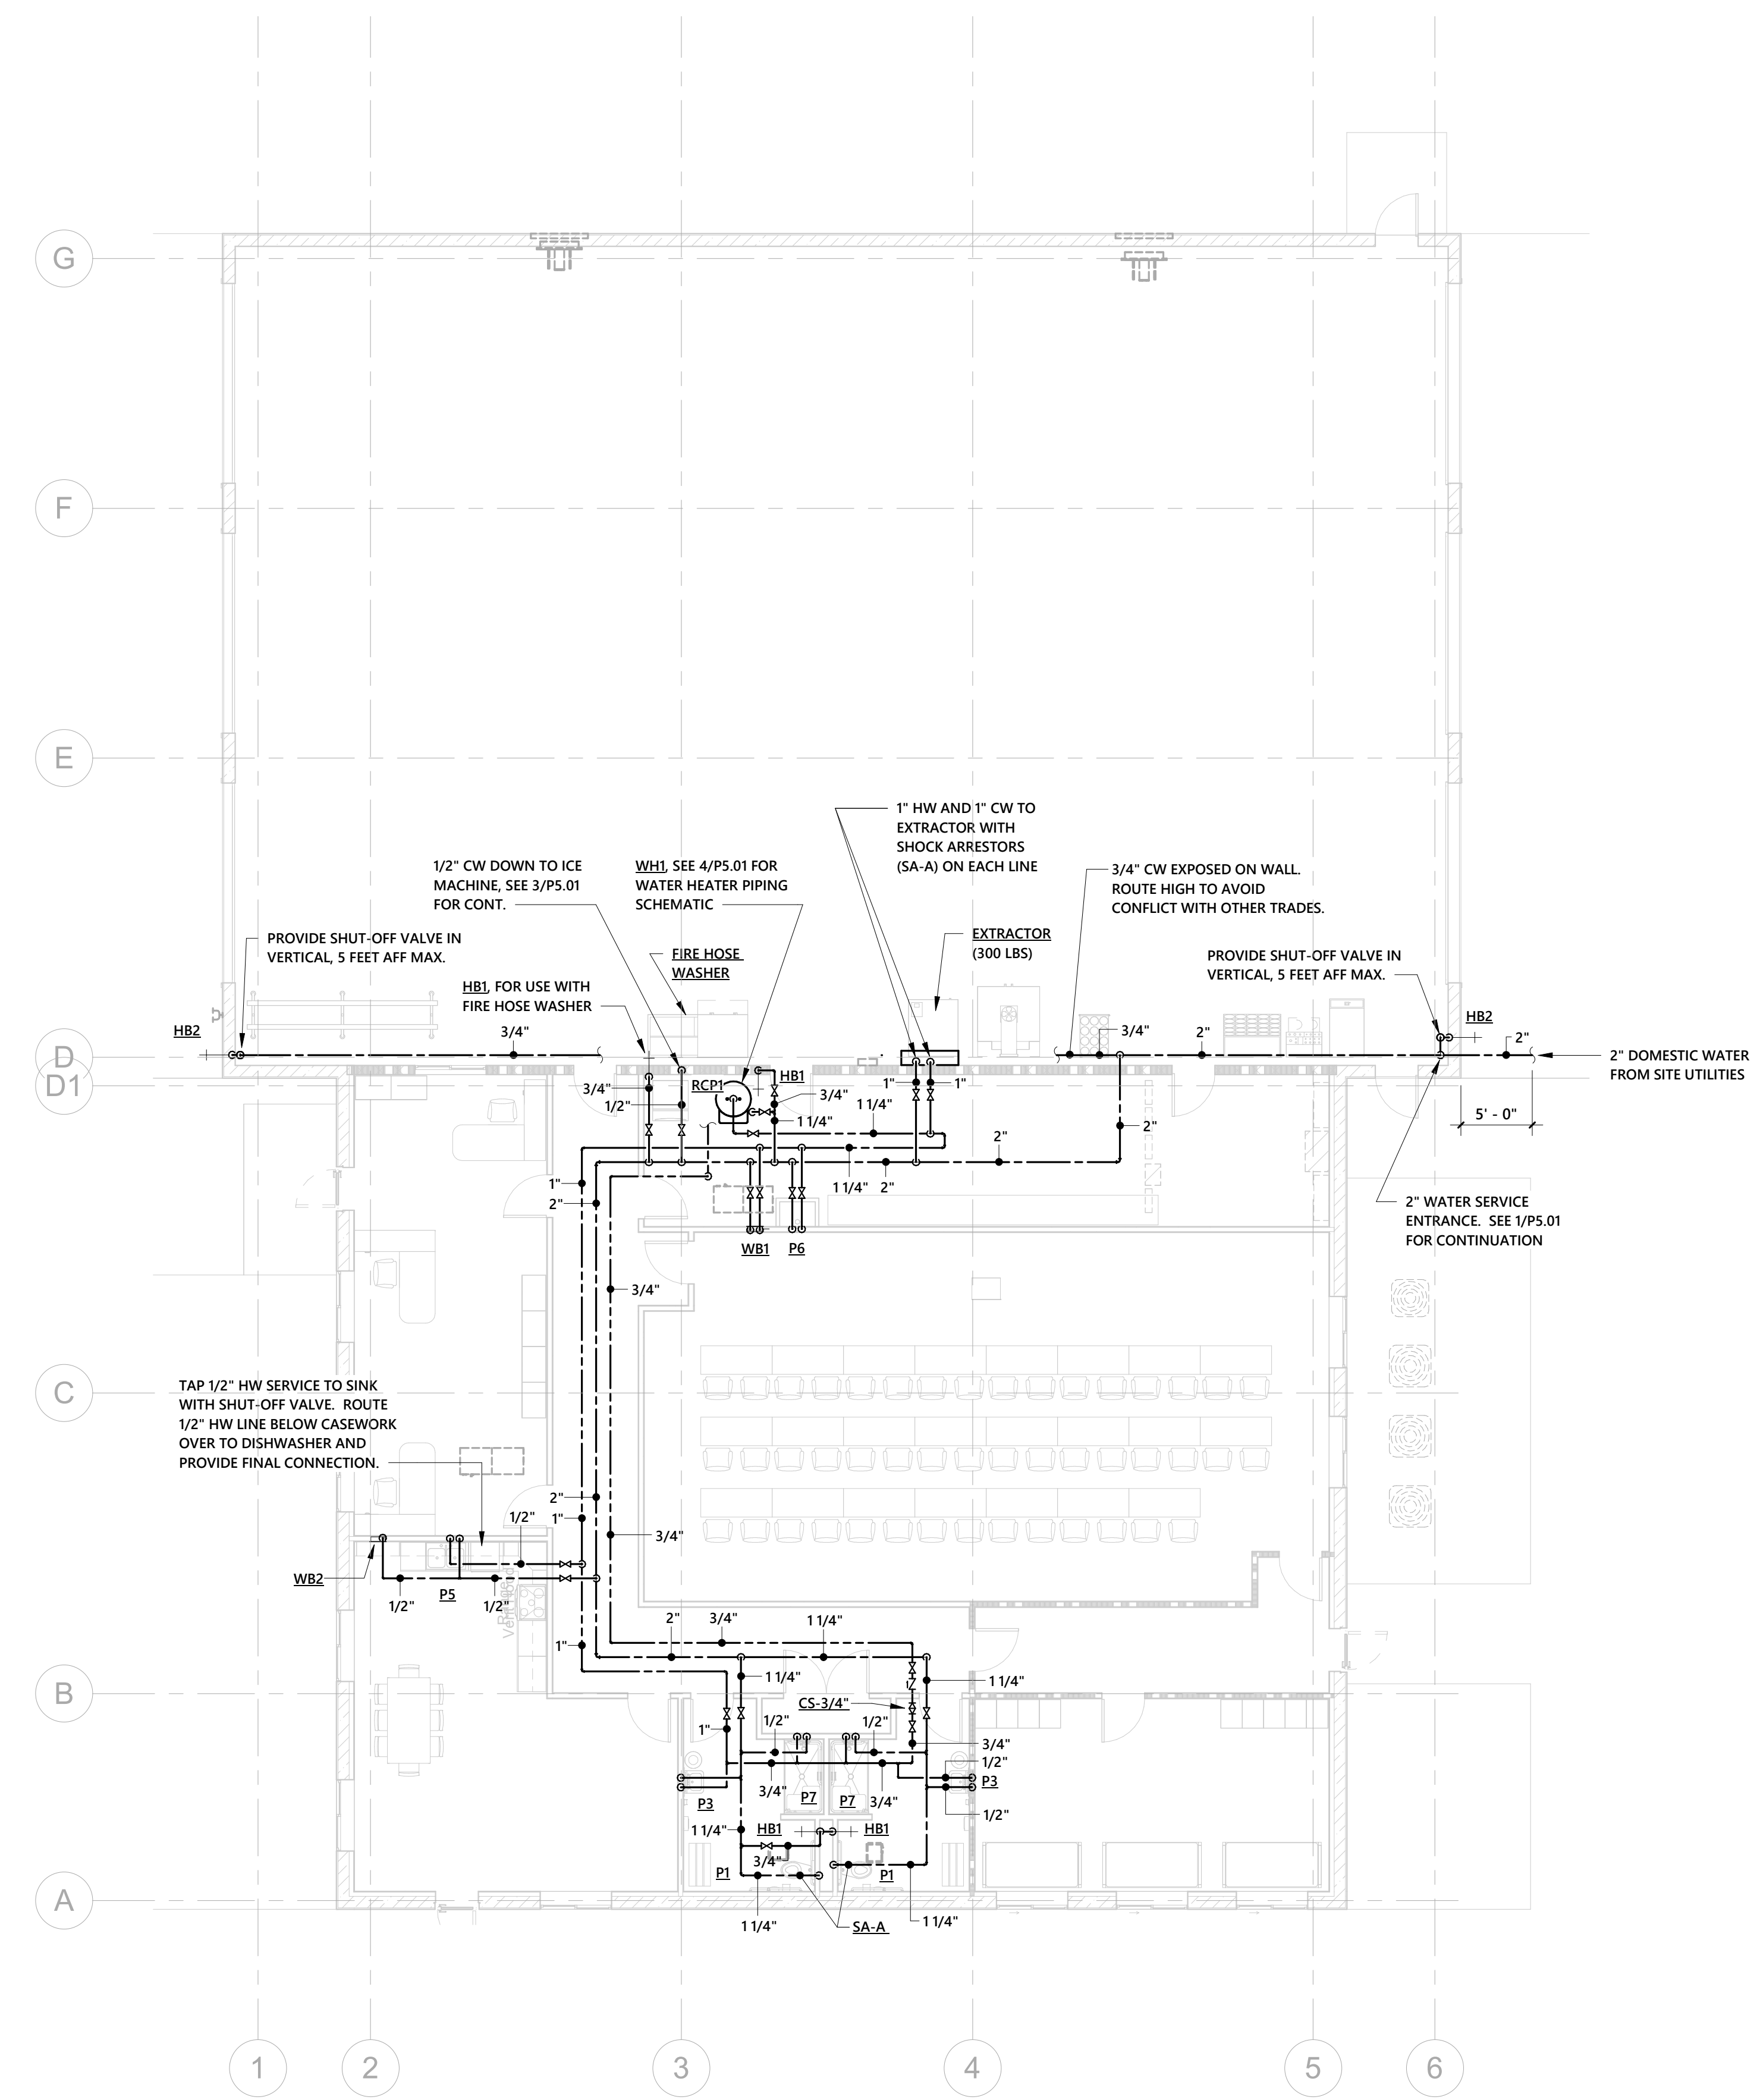 G
F
E
D
D1
C
B
A
1" HW AND 1" CW TO
EXTRACTOR WITH
SHOCK ARRESTORS
(SA-A) ON EACH LINE
1/2" CW DOWN TO ICE
MACHINE, SEE 3/P5.01
FOR CONT.
WH1, SEE 4/P5.01 FOR
WATER HEATER PIPING
SCHEMATIC
3/4" CW EXPOSED ON WALL.
ROUTE HIGH TO AVOID
CONFLICT WITH OTHER TRADES.
PROVIDE SHUT-OFF VALVE IN
VERTICAL, 5 FEET AFF MAX.
FIRE HOSE
WASHER
EXTRACTOR
(300 LBS)
PROVIDE SHUT-OFF VALVE IN
VERTICAL, 5 FEET AFF MAX.
HB1, FOR USE WITH
FIRE HOSE WASHER
HB2
3/4"
3/4"
2"
HB2
2"
2" DOMESTIC WATER
FROM SITE UTILITIES
3/4"
1/2"
RCP1
HB1
3/4"
1 1/4"
1 1/4"
1"
1"
5' - 0"
2"
2"
1"
2"
1 1/4"
2"
WB1
P6
2" WATER SERVICE
ENTRANCE.  SEE 1/P5.01
FOR CONTINUATION
3/4"
TAP 1/2" HW SERVICE TO SINK
WITH SHUT-OFF VALVE.  ROUTE
1/2" HW LINE BELOW CASEWORK
OVER TO DISHWASHER AND
PROVIDE FINAL CONNECTION.
2"
1/2"
1"
3/4"
WB2
1/2"
P5
1/2"
2"
3/4"
1 1/4"
1"
1 1/4"
1 1/4"
CS-3/4"
1"
1/2"
1/2"
3/4"
1/2"
P3
3/4"
P7
P7
3/4"
P3
1/2"
1 1/4"
HB1
HB1
3/4"
P1
P1
1 1/4"
SA-A
1 1/4"
1
2
3
4
5
6